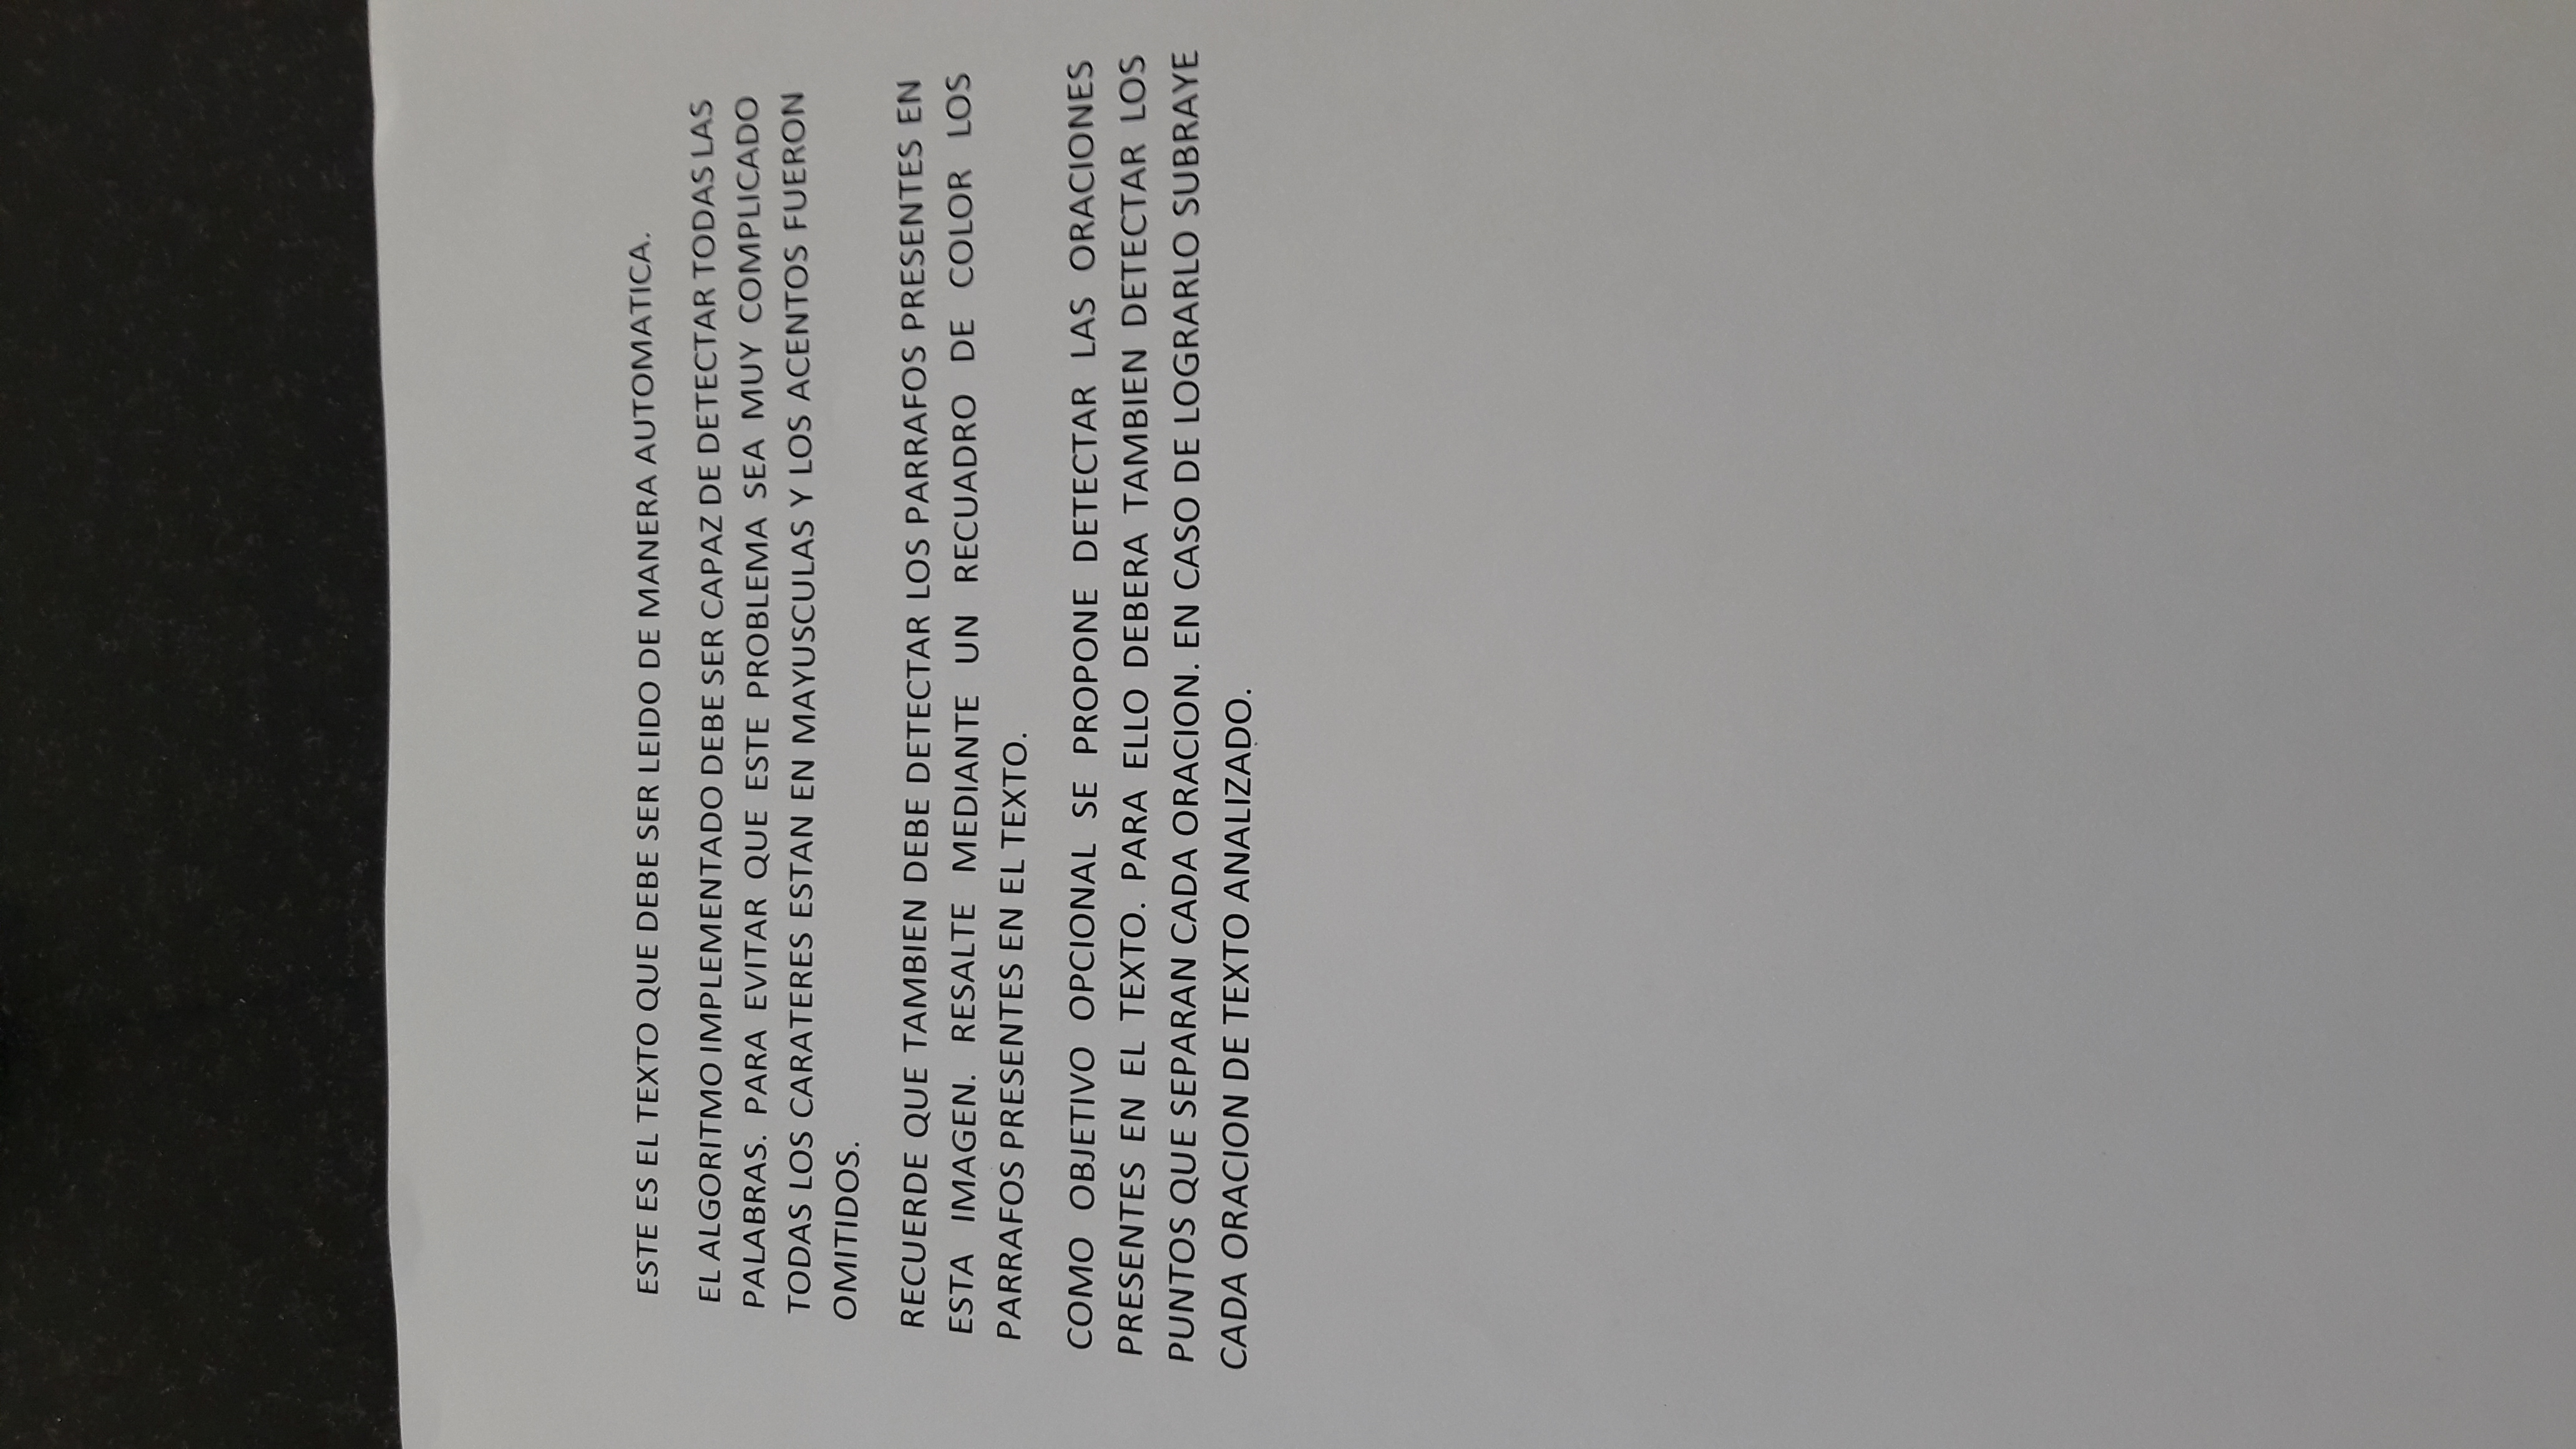 ESTE ES EL TEXTO QUE DEBE SER LEIDO DE MANERA AUTOMATICA.
EL ALGORITMO IMPLEMENTADO DEBE SER CAPAZ DE DETECTAR TODAS LAS
PALABRAS. PARA EVITAR QUE ESTE PROBLEMA SEA MUY COMPLICADO
TODAS LOS CARATERES ESTAN EN MAYUSCULAS Y LOS ACENTOS FUERON
OMITIDOS.
RECUERDE QUE TAMBIEN DEBE DETECTAR LOS PARRAFOS PRESENTES EN
ESTA IMAGEN. RESALTE MEDIANTE UN RECUADRO DE COLOR LOS
PARRAFOS PRESENTES EN EL TEXTO.
COMO OBJETIVO OPCIONAL SE PROPONE DETECTAR LAS ORACIONES
PRESENTES EN EL TEXTO. PARA ELLO DEBERA TAMBIEN DETECTAR LOS
PUNTOS QUE SEPARAN CADA ORACION. EN CASO DE LOGRARLO SUBRAYE
CADA ORACION DE TEXTO ANALIZADO.